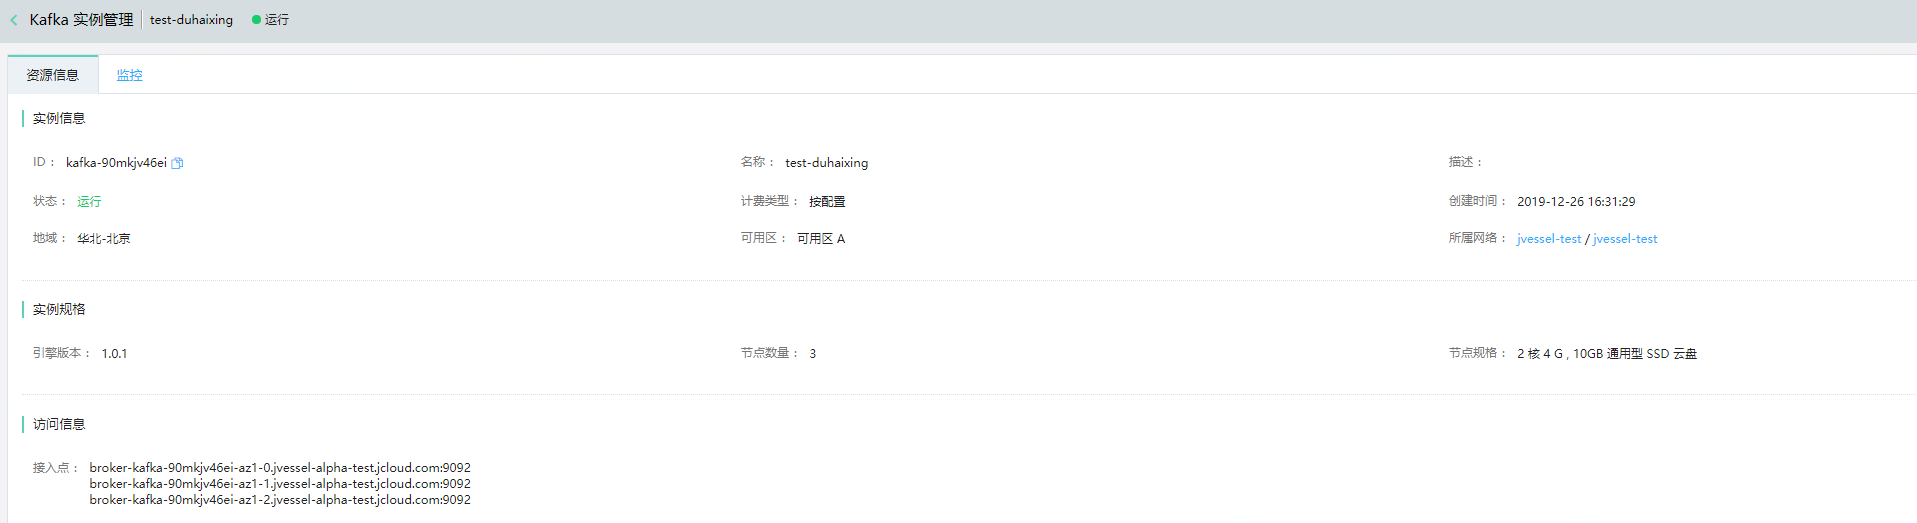 Kafka 实例管理 test-duhaixing 运行
资源信息 监控
实例信息
ID： kafka-90mkjv46ei 名称： test-duhaixing 描述：
状态： 运行 计费类型： 按配置 创建时间： 2019-12-26 16:31:29
地域： 华北-北京 可用区： 可用区 A 所属网络： jvessel-test / jvessel-test
实例规格
引擎版本： 1.0.1 节点数量： 3 节点规格： 2 核 4 G , 10GB 通用型 SSD 云盘
访问信息
接入点： broker-kafka-90mkjv46ei-az1-0.jvessel-alpha-test.jcloud.com:9092
broker-kafka-90mkjv46ei-az1-1.jvessel-alpha-test.jcloud.com:9092
broker-kafka-90mkjv46ei-az1-2.jvessel-alpha-test.jcloud.com:9092